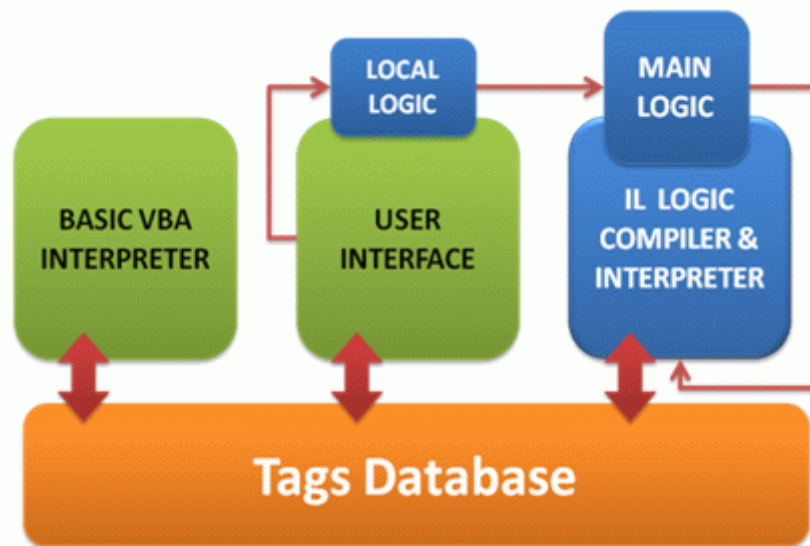 LOCAL
LOGIC
MAIN
LOGIC
BASIC VBA
INTERPRETER
USER
INTERFACE
IL LOGIC
COMPILER &
INTERPRETER
Tags Database